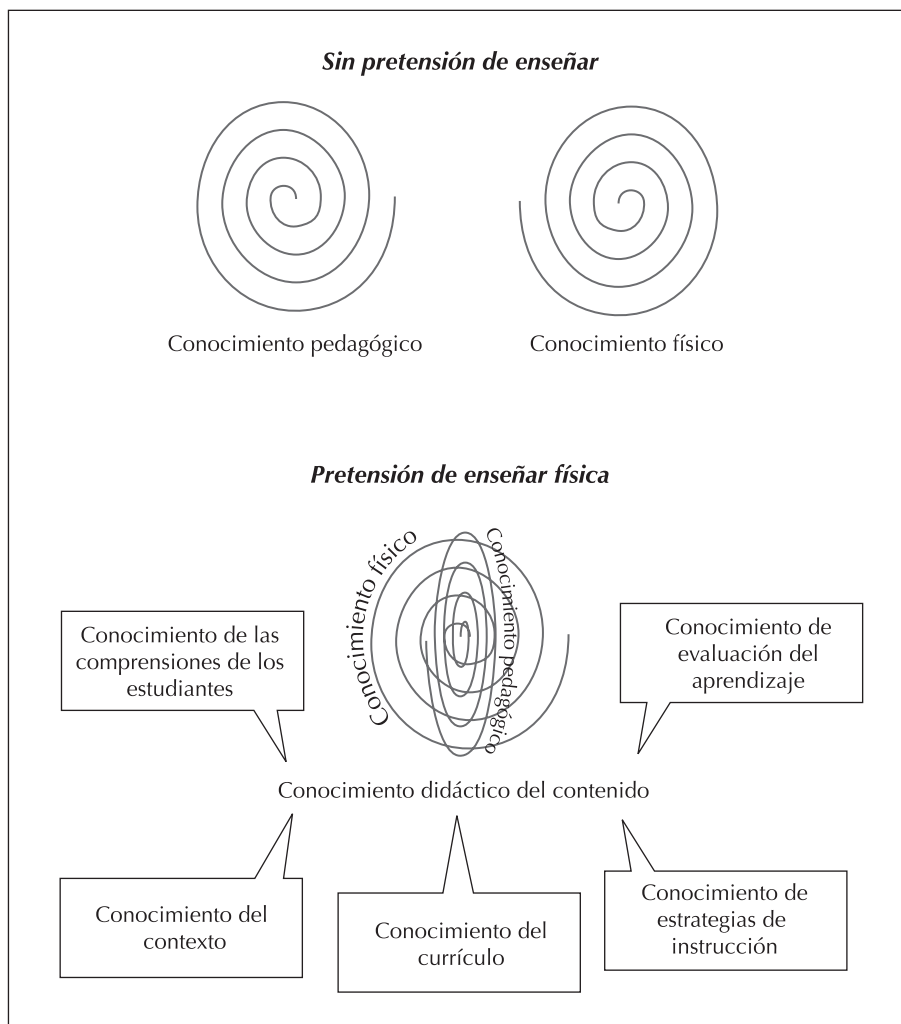 Sin pretensión de enseñar
Conocimiento pedagógico
Conocimiento físico
Pretensión de enseñar física
Conocimiento físico
Conocimiento pedagógico
Conocimiento de las
comprensiones de los
estudiantes
Conocimiento de
evaluación del
aprendizaje
Conocimiento didáctico del contenido
Conocimiento del
contexto
Conocimiento del
currículo
Conocimiento de
estrategias de
instrucción